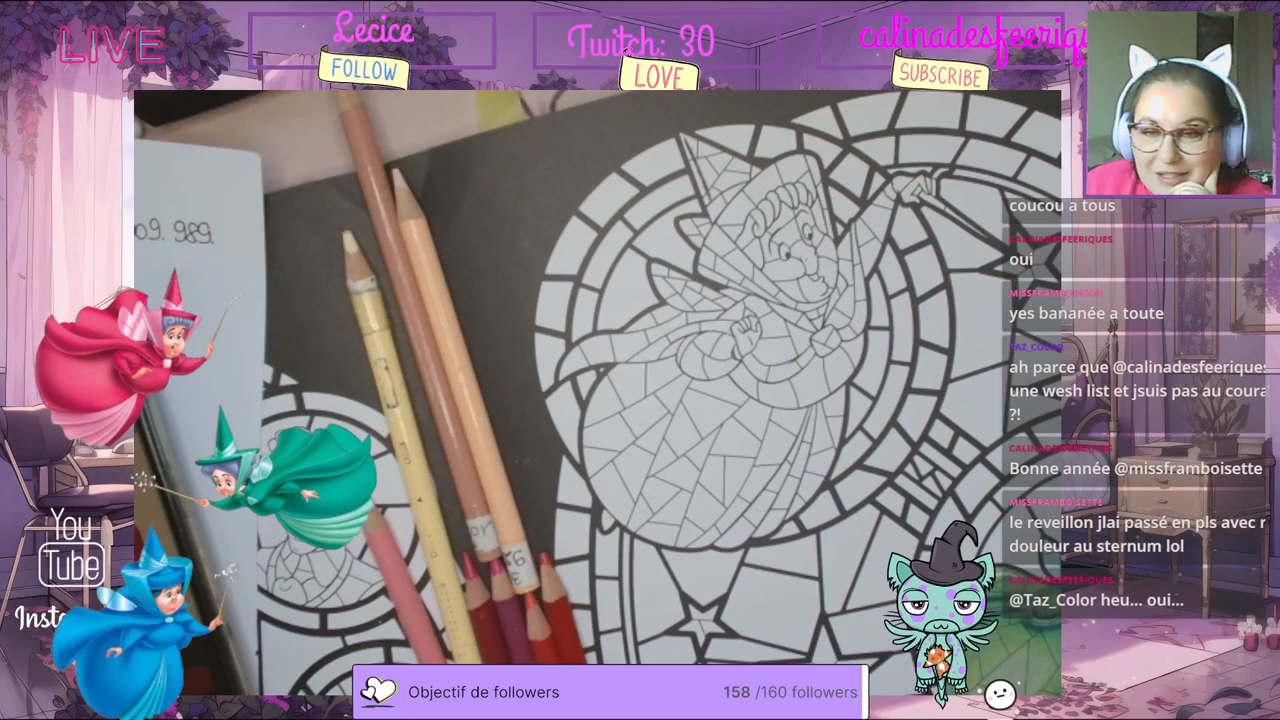 LIVE
Lecice
FOLLOW
Twitch: 30
LOVE
calinadesfeeriq
SUBSCRIBE
09. 989.
coucou a tous
CALINADESFEERIQUES
oui
MISSFRAMBOISETTE
yes bananée a toute
TAZ_COLOR
ah parce que @calinadesfeerique
une wesh list et jsuis pas au coura
?!
CALINADESFEERIQUES
Bonne année @missframboisette
MISSFRAMBOISETTE
le reveillon jlai passé en pls avec
douleur au sternum lol
CALINADESFEERIQUES
@Taz_Color heu... oui...
You
Tube
Inst
Objectif de followers
158 /160 followers